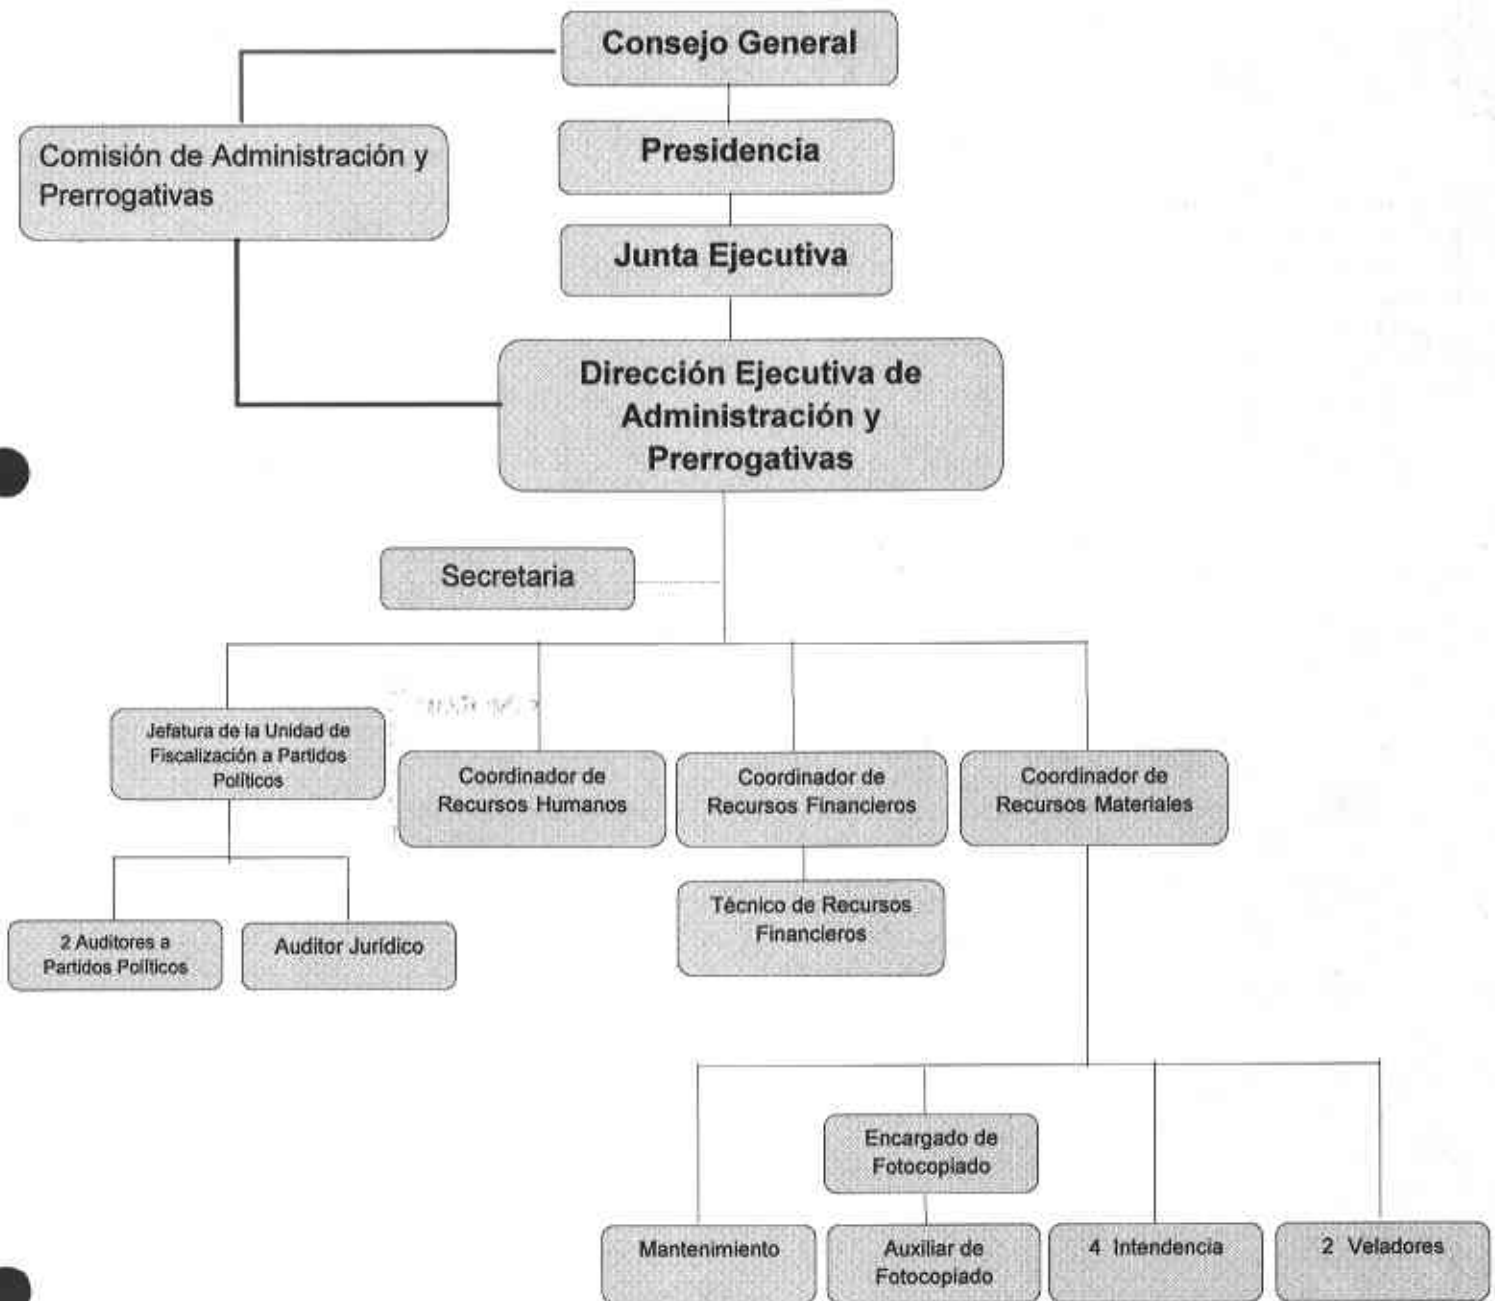 Consejo General
Comisión de Administración y
Prerrogativas
Presidencia
Junta Ejecutiva
Dirección Ejecutiva de
Administración y
Prerrogativas
Secretaria
Jefatura de la Unidad de
Fiscalización a Partidos
Políticos
Coordinador de
Recursos Humanos
Coordinador de
Recursos Financieros
Coordinador de
Recursos Materiales
2 Auditores a
Partidos Políticos
Auditor Jurídico
Técnico de Recursos
Financieros
Encargado de
Fotocopiado
Mantenimiento
Auxiliar de
Fotocopiado
4 Intendencia
2 Veladores